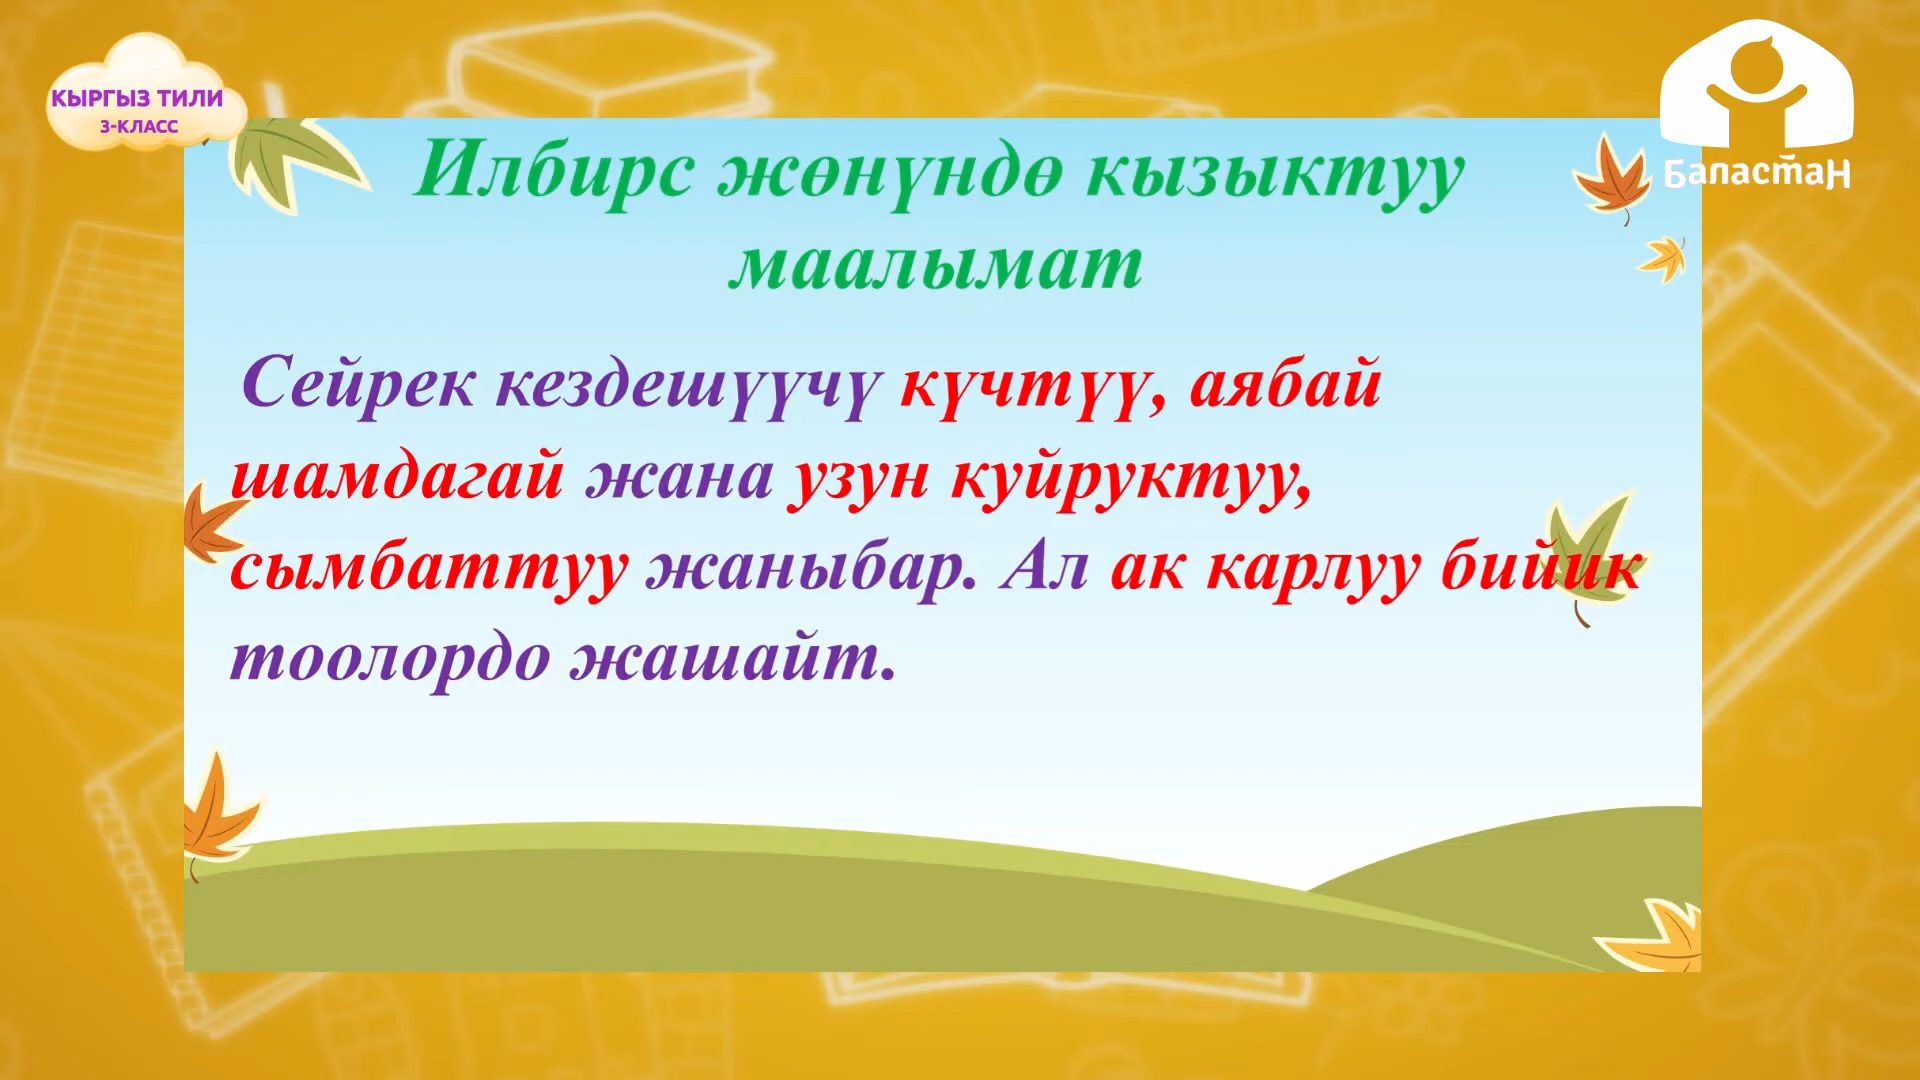 КЫРГЫЗ ТИЛИ
3-КЛАСС
Баластан
Илбирс жөнүндө кызыктуу
маалымат
Сейрек кездешүүчү күчтүү, аябай
шамдагай жана узун куйруктуу,
сымбаттуу жаныбар. Ал ак карлуу бийик
тоолордо жашайт.